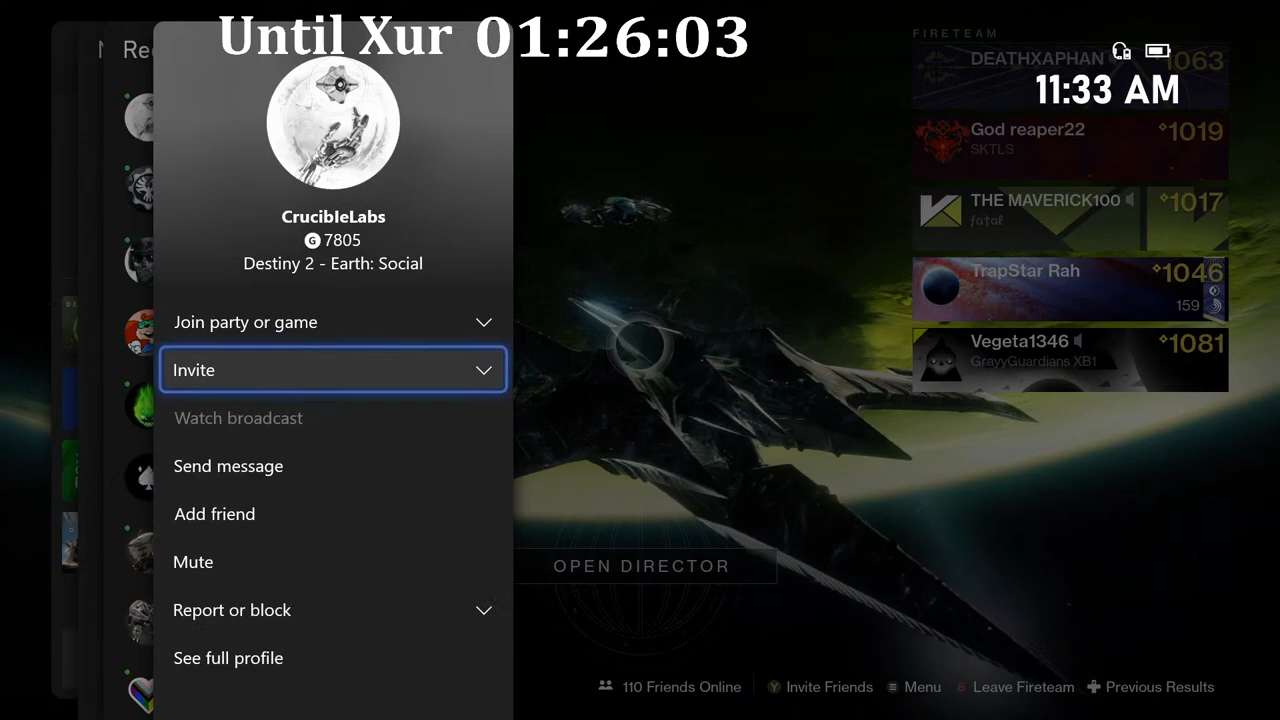 Until Xur 01:26:03
Re
CrucibleLabs
G 7805
Destiny 2 - Earth: Social
Join party or game
Invite
Watch broadcast
Send message
Add friend
Mute
Report or block
See full profile
FIRETEAM
DEATHXAPHAN
1063
11:33 AM
God reaper22
1019
SKTLS
THE MAVERICK100
1017
fatal
TrapStar Rah
1046
159
Vegeta1346
1081
GrayyGuardians XB1
OPEN DIRECTOR
110 Friends Online
Y Invite Friends
Menu
Leave Fireteam
Previous Results